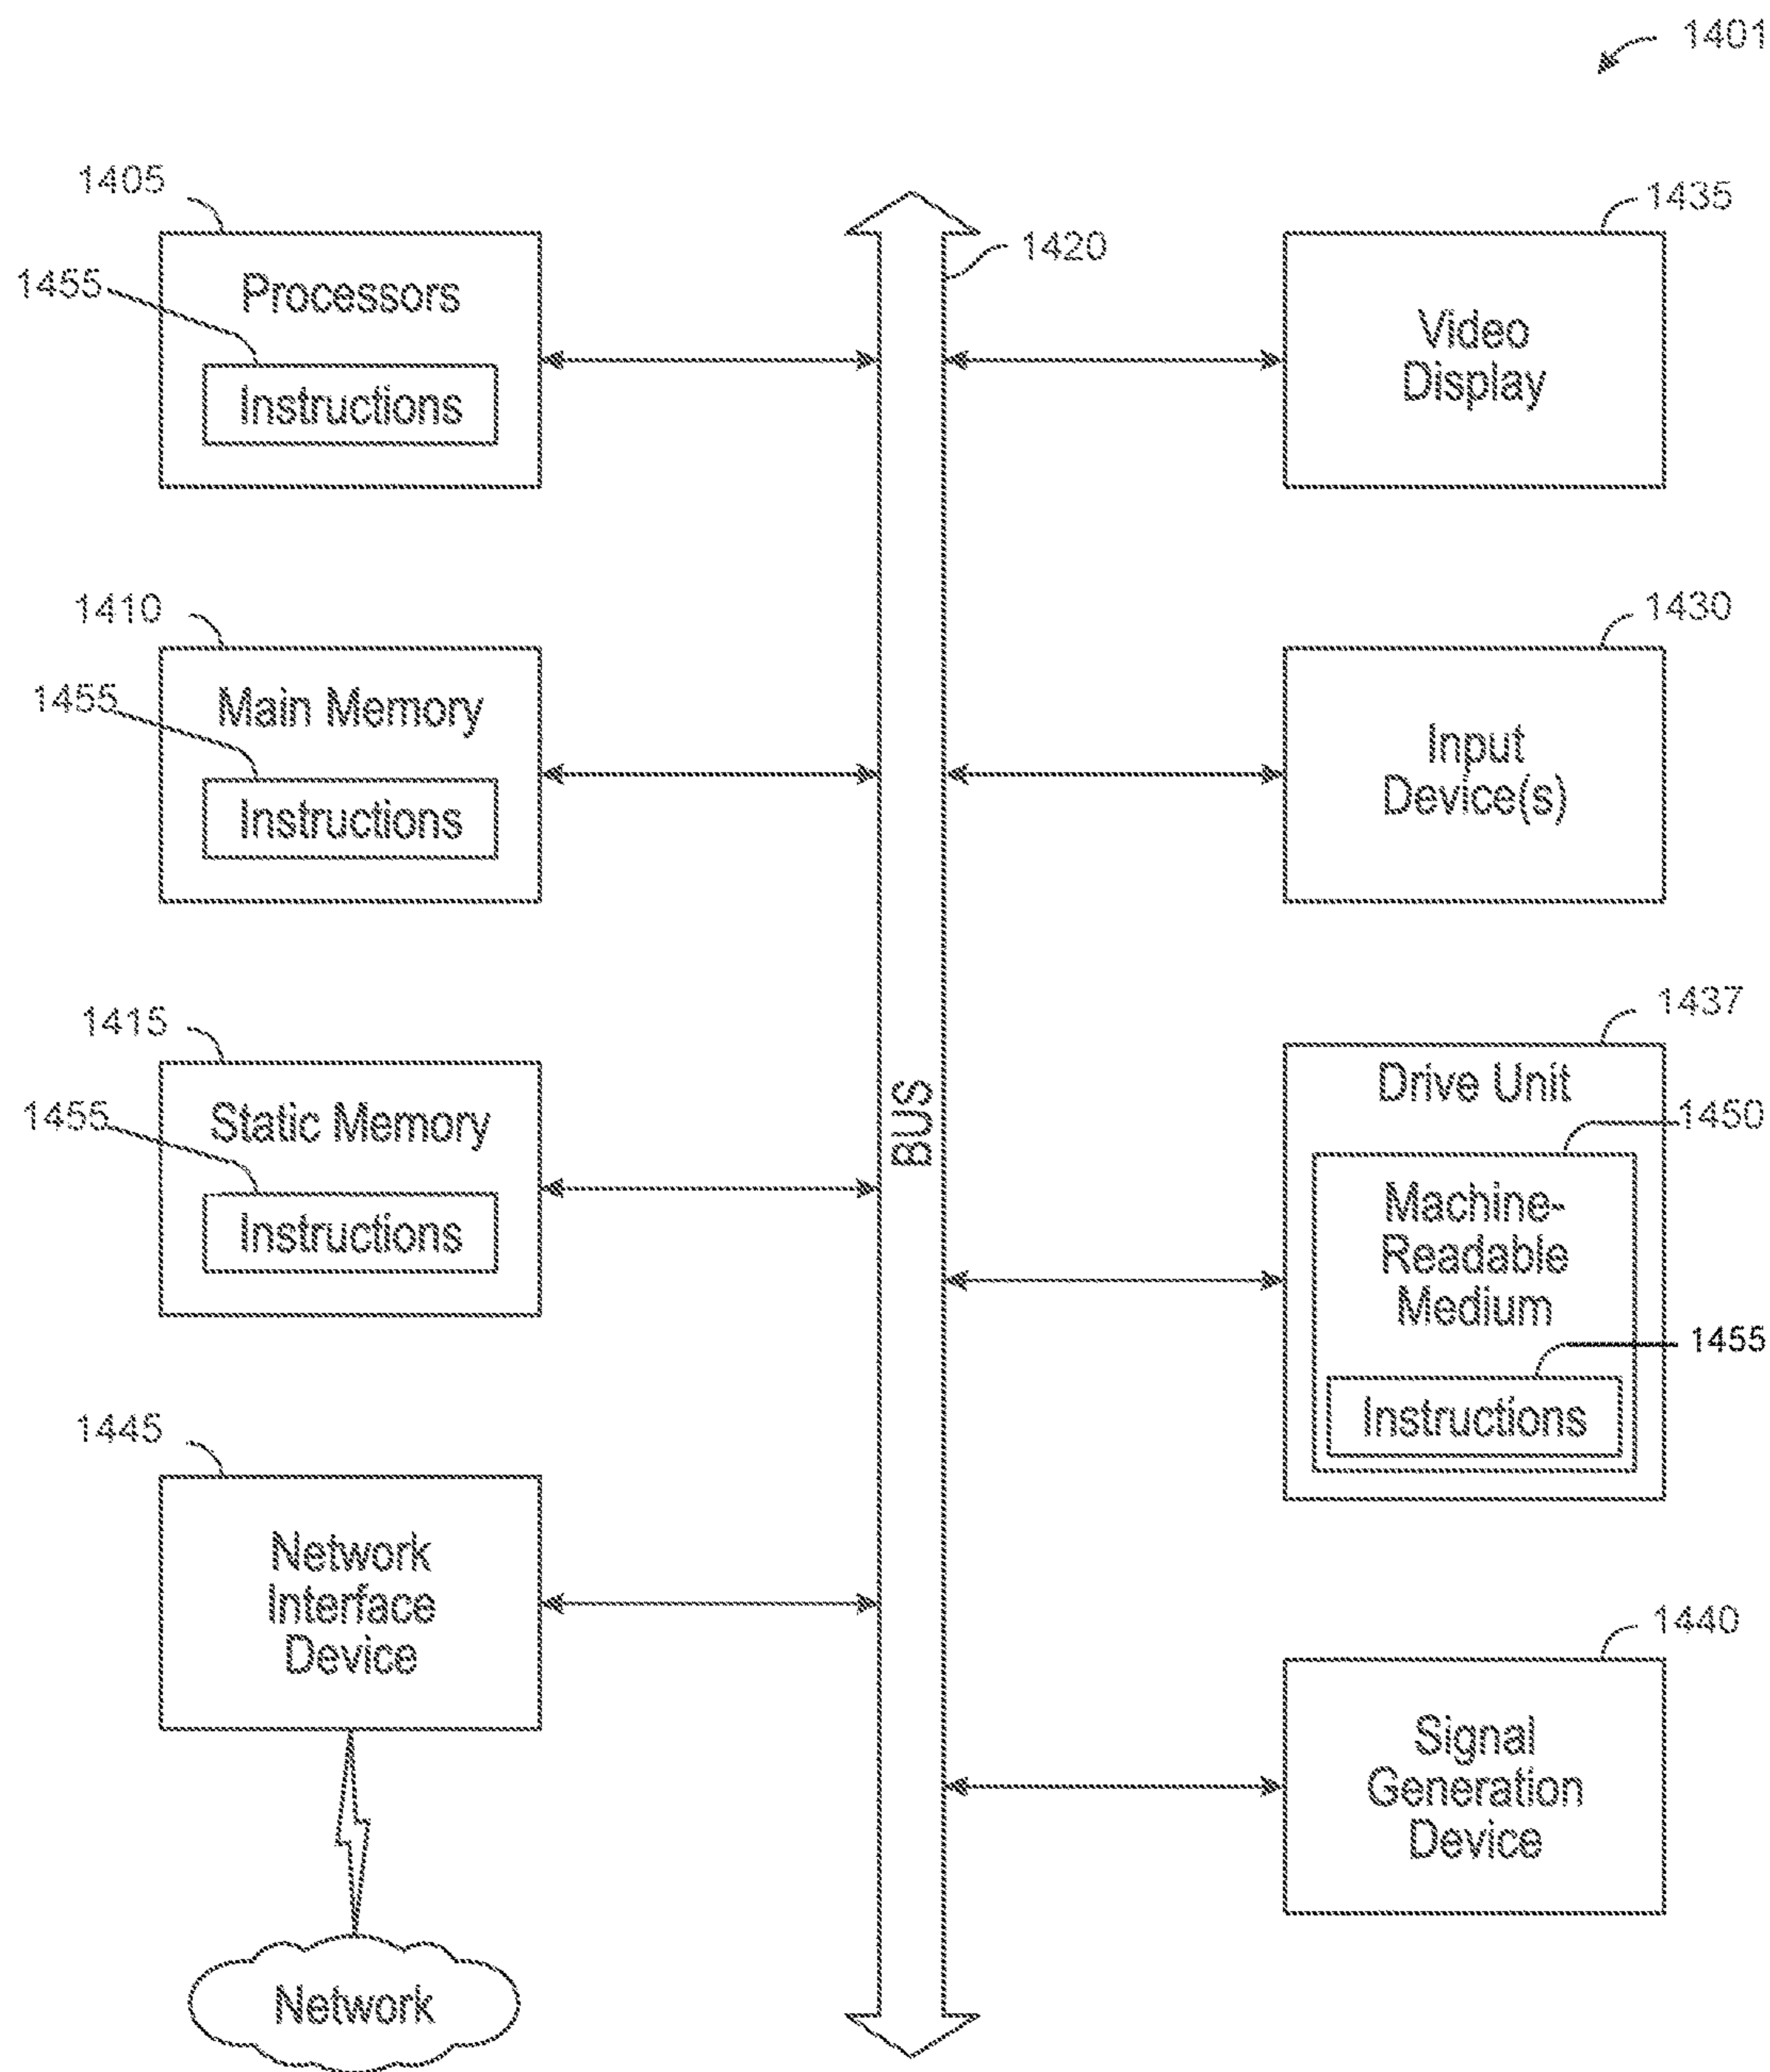 1401
1405
1455
Processors
Instructions
1420
1435
Video
Display
1410
1455
Main Memory
Instructions
1430
Input
Device(s)
1415
1455
Static Memory
Instructions
BUS
1437
Drive Unit
1450
Machine-
Readable
Medium
1455
Instructions
1445
Network
Interface
Device
1440
Signal
Generation
Device
Network